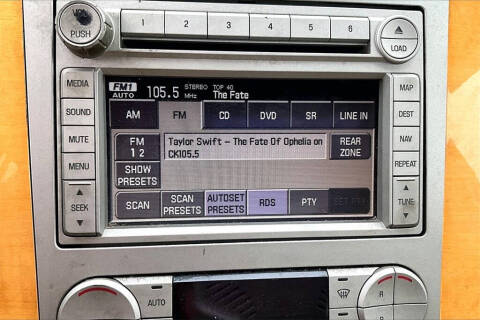 VOL
PUSH
1 2 3 4 5 6
LOAD
MEDIA
SOUND
MUTE
MENU
SEEK
FM1
AUTO
105.5
MHz
STEREO
TOP 40
The Fate
AM FM CD DVD SR LINE IN
FM
1 2
Taylor Swift - The Fate Of Ophelia on
CK105.5
REAR
ZONE
SHOW
PRESETS
SCAN
SCAN
PRESETS
AUTOSET
PRESETS
RDS
PTY
SET PTY
MAP
DEST
NAV
REPEAT
TUNE
AUTO
R
R